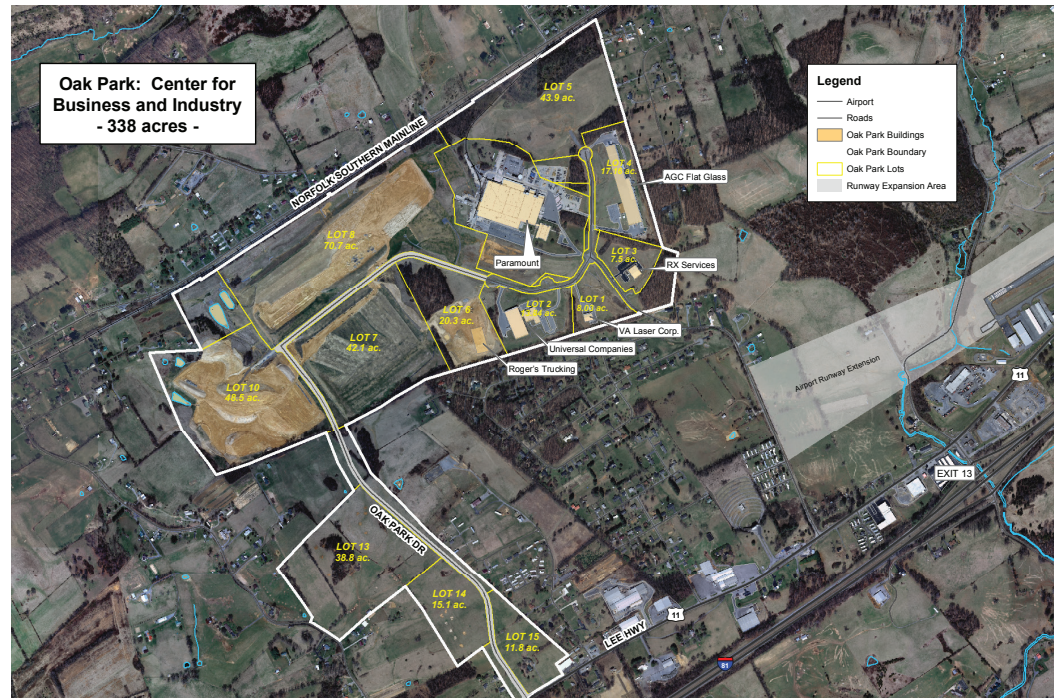 Oak Park: Center for
Business and Industry
- 338 acres -
Legend
Airport
Roads
Oak Park Buildings
Oak Park Boundary
Oak Park Lots
Runway Expansion Area
NORFOLK SOUTHERN MAINLINE
LOT 5
43.9 ac.
LOT 4
AGC Flat Glass
LOT 8
70.7 ac.
Paramount
LOT 3
7.5 ac.
RX Services
LOT 1
8.03 ac.
LOT 2
LOT 6
20.3 ac.
VA Laser Corp.
Universal Companies
Roger's Trucking
LOT 7
42.1 ac.
LOT 10
48.5 ac.
Airport Runway Extension
11
EXIT 13
OAK PARK DR
LOT 13
38.8 ac.
LOT 14
15.1 ac.
LOT 15
11.8 ac.
LEE HWY
11
81